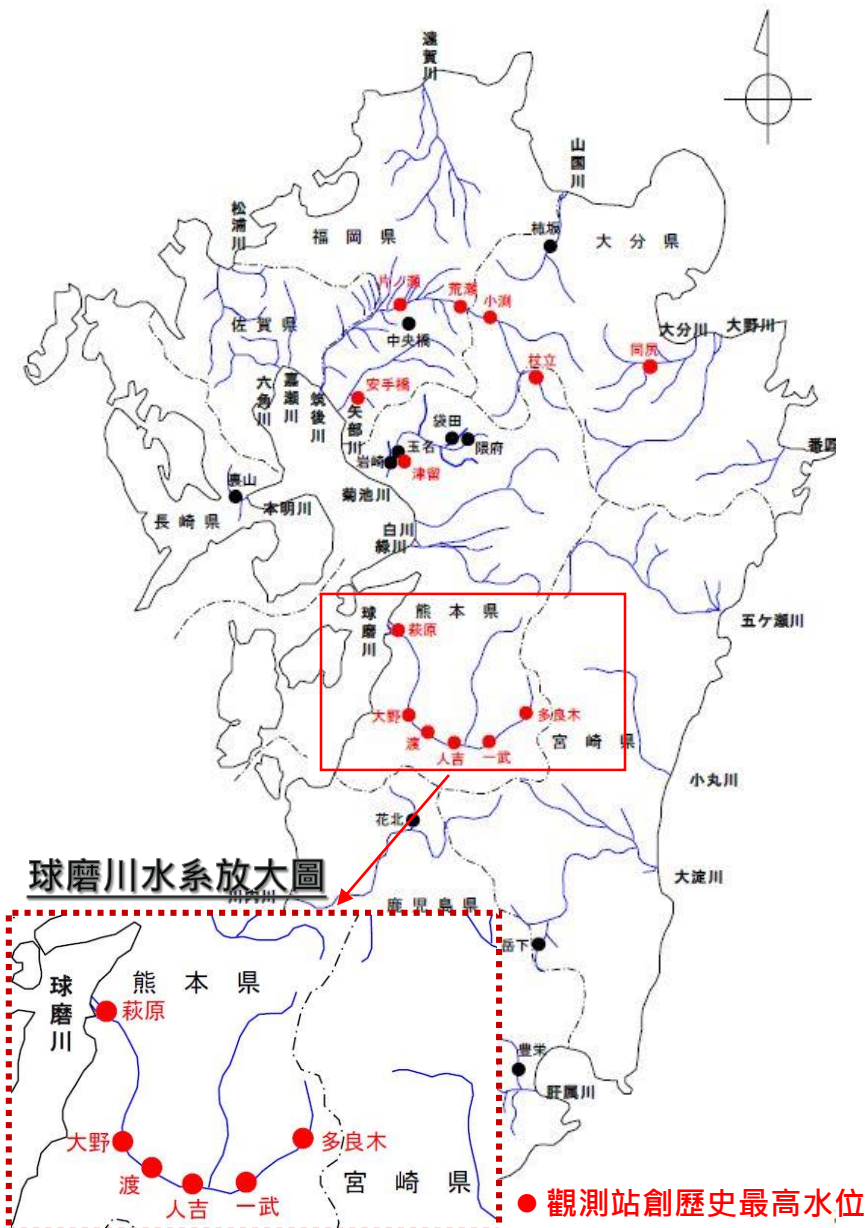 遠賀川
山国川
松浦川
福岡県
柿坂
大分県
片ノ瀬
荒瀬
小渕
佐賀県
中央橋
大分川
大野川
杖立
同尻
六角川
嘉瀬川
筑後川
安手橋
矢部川
袋田
隈府
玉名
岩崎
津留
裏山
本明川
菊池川
長崎県
白川
緑川
球磨川
熊本県
萩原
五ケ瀬川
大野
渡
人吉
一武
多良木
宮崎県
小丸川
花北
大淀川
球磨川水系放大圖
鹿児島県
岳下
球磨川
熊本県
萩原
豊栄
肝属川
大野
渡
人吉
一武
多良木
宮崎県
觀測站創歷史最高水位